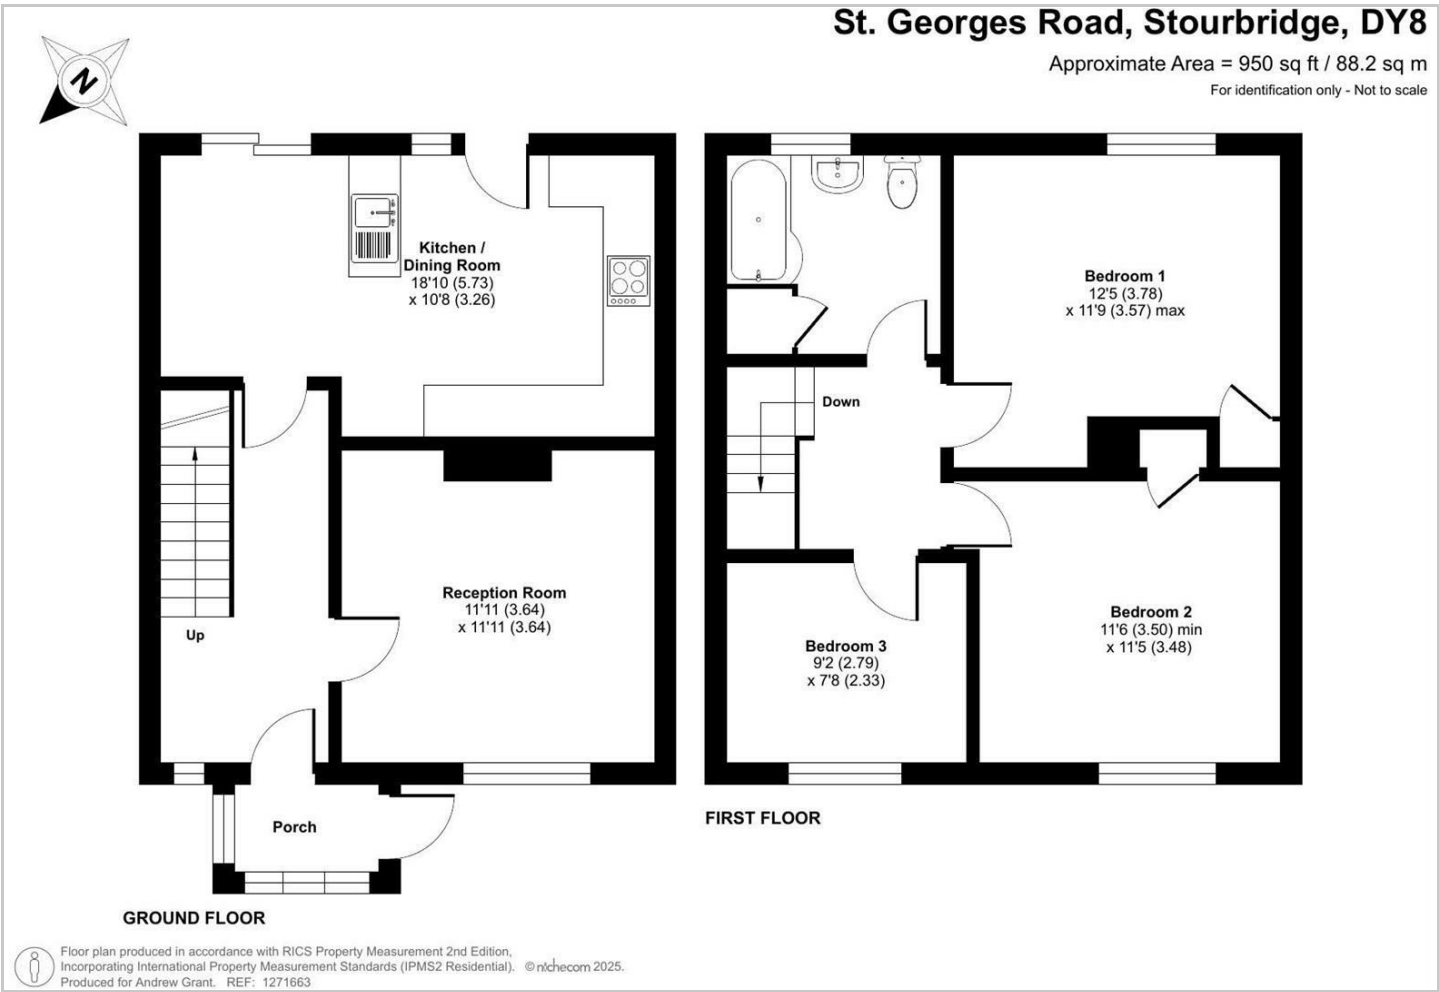 St. Georges Road, Stourbridge, DY8
Approximate Area = 950 sq ft / 88.2 sq m
For identification only - Not to scale
N
Kitchen /
Dining Room
18'10 (5.73)
x 10'8 (3.26)
Up
Reception Room
11'11 (3.64)
x 11'11 (3.64)
Porch
GROUND FLOOR
Bedroom 1
12'5 (3.78)
x 11'9 (3.57) max
Down
Bedroom 2
11'6 (3.50) min
x 11'5 (3.48)
Bedroom 3
9'2 (2.79)
x 7'8 (2.33)
FIRST FLOOR
Floor plan produced in accordance with RICS Property Measurement 2nd Edition,
Incorporating International Property Measurement Standards (IPMS2 Residential). © nichecom 2025.
Produced for Andrew Grant. REF: 1271663